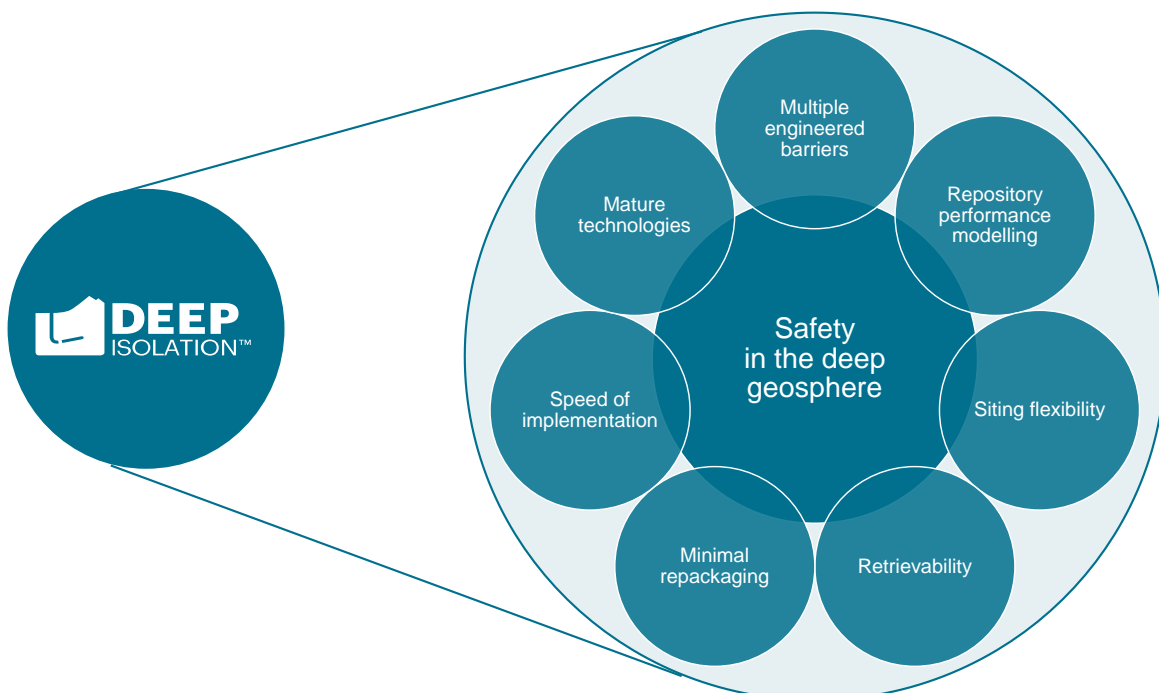 DEEP
ISOLATION™
Multiple
engineered
barriers
Repository
performance
modelling
Siting flexibility
Retrievability
Minimal
repackaging
Speed of
implementation
Mature
technologies
Safety
in the deep
geosphere